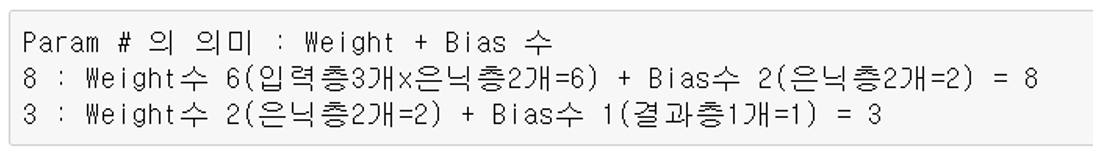 Param # 의 의미 : Weight + Bias 수
8 : Weight수 6(입력층3개x은닉층2개=6) + Bias수 2(은닉층2개=2) = 8
3 : Weight수 2(은닉층2개=2) + Bias수 1(결과층1개=1) = 3